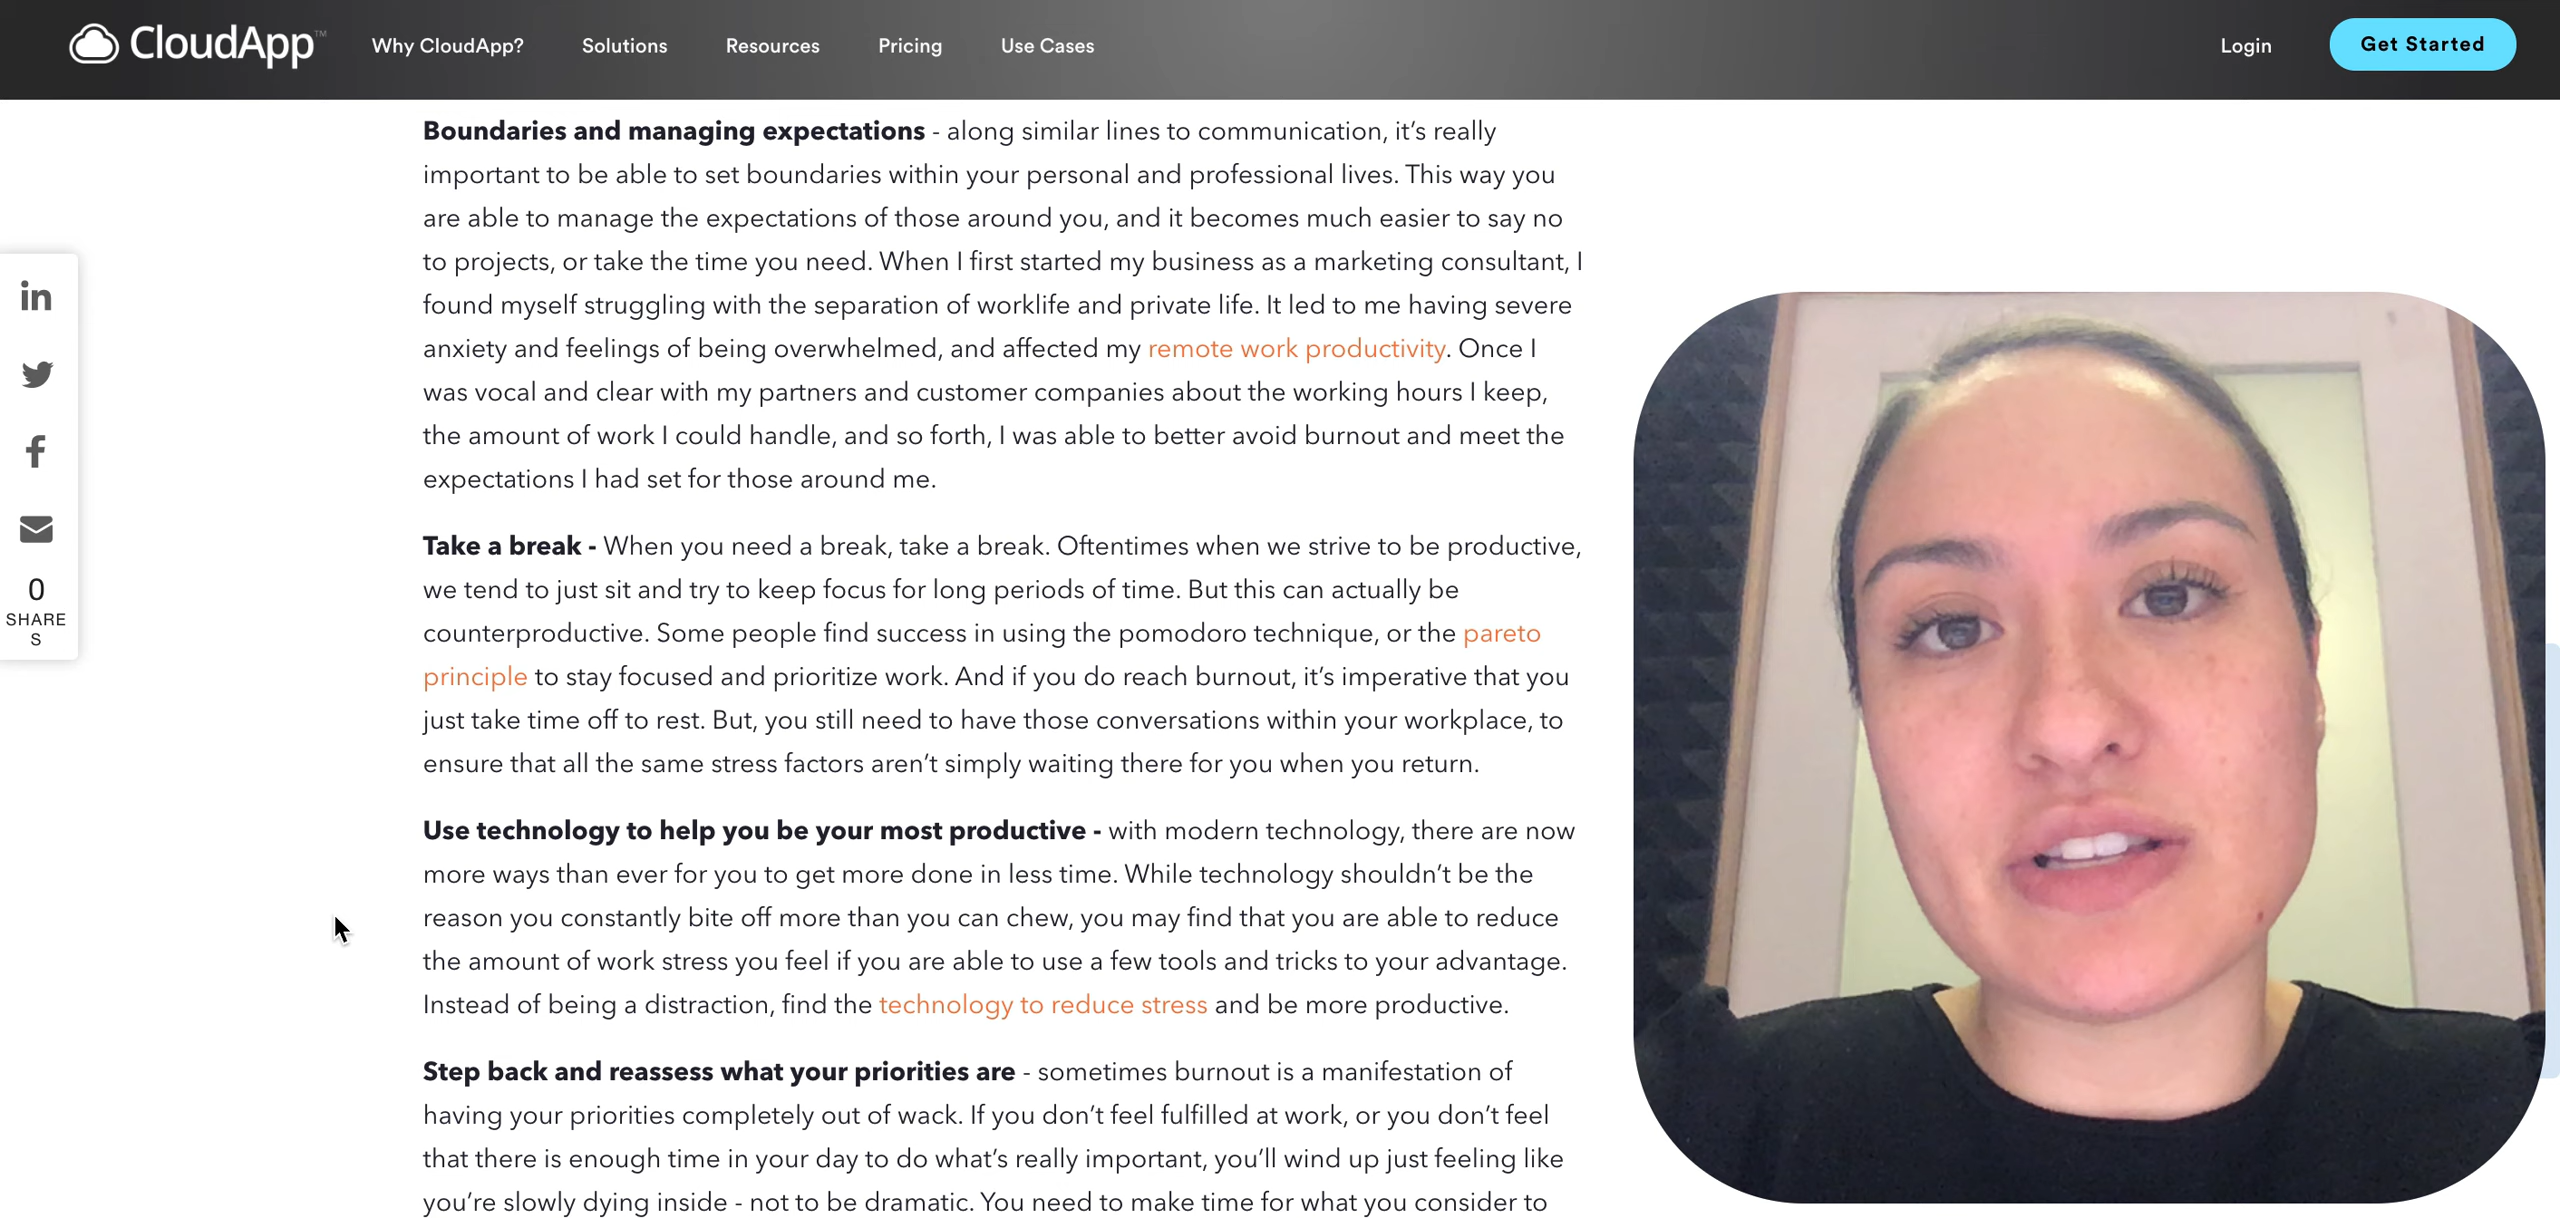 CloudApp™ Why CloudApp? Solutions Resources Pricing Use Cases Login Get Started
Boundaries and managing expectations - along similar lines to communication, it’s really
important to be able to set boundaries within your personal and professional lives. This way you
are able to manage the expectations of those around you, and it becomes much easier to say no
to projects, or take the time you need. When I first started my business as a marketing consultant, I
found myself struggling with the separation of worklife and private life. It led to me having severe
anxiety and feelings of being overwhelmed, and affected my remote work productivity. Once I
was vocal and clear with my partners and customer companies about the working hours I keep,
the amount of work I could handle, and so forth, I was able to better avoid burnout and meet the
expectations I had set for those around me.
Take a break - When you need a break, take a break. Oftentimes when we strive to be productive,
we tend to just sit and try to keep focus for long periods of time. But this can actually be
counterproductive. Some people find success in using the pomodoro technique, or the pareto
principle to stay focused and prioritize work. And if you do reach burnout, it’s imperative that you
just take time off to rest. But, you still need to have those conversations within your workplace, to
ensure that all the same stress factors aren’t simply waiting there for you when you return.
Use technology to help you be your most productive - with modern technology, there are now
more ways than ever for you to get more done in less time. While technology shouldn’t be the
reason you constantly bite off more than you can chew, you may find that you are able to reduce
the amount of work stress you feel if you are able to use a few tools and tricks to your advantage.
Instead of being a distraction, find the technology to reduce stress and be more productive.
Step back and reassess what your priorities are - sometimes burnout is a manifestation of
having your priorities completely out of wack. If you don’t feel fulfilled at work, or you don’t feel
that there is enough time in your day to do what’s really important, you’ll wind up just feeling like
you’re slowly dying inside - not to be dramatic. You need to make time for what you consider to
in
f
0
SHARE
S